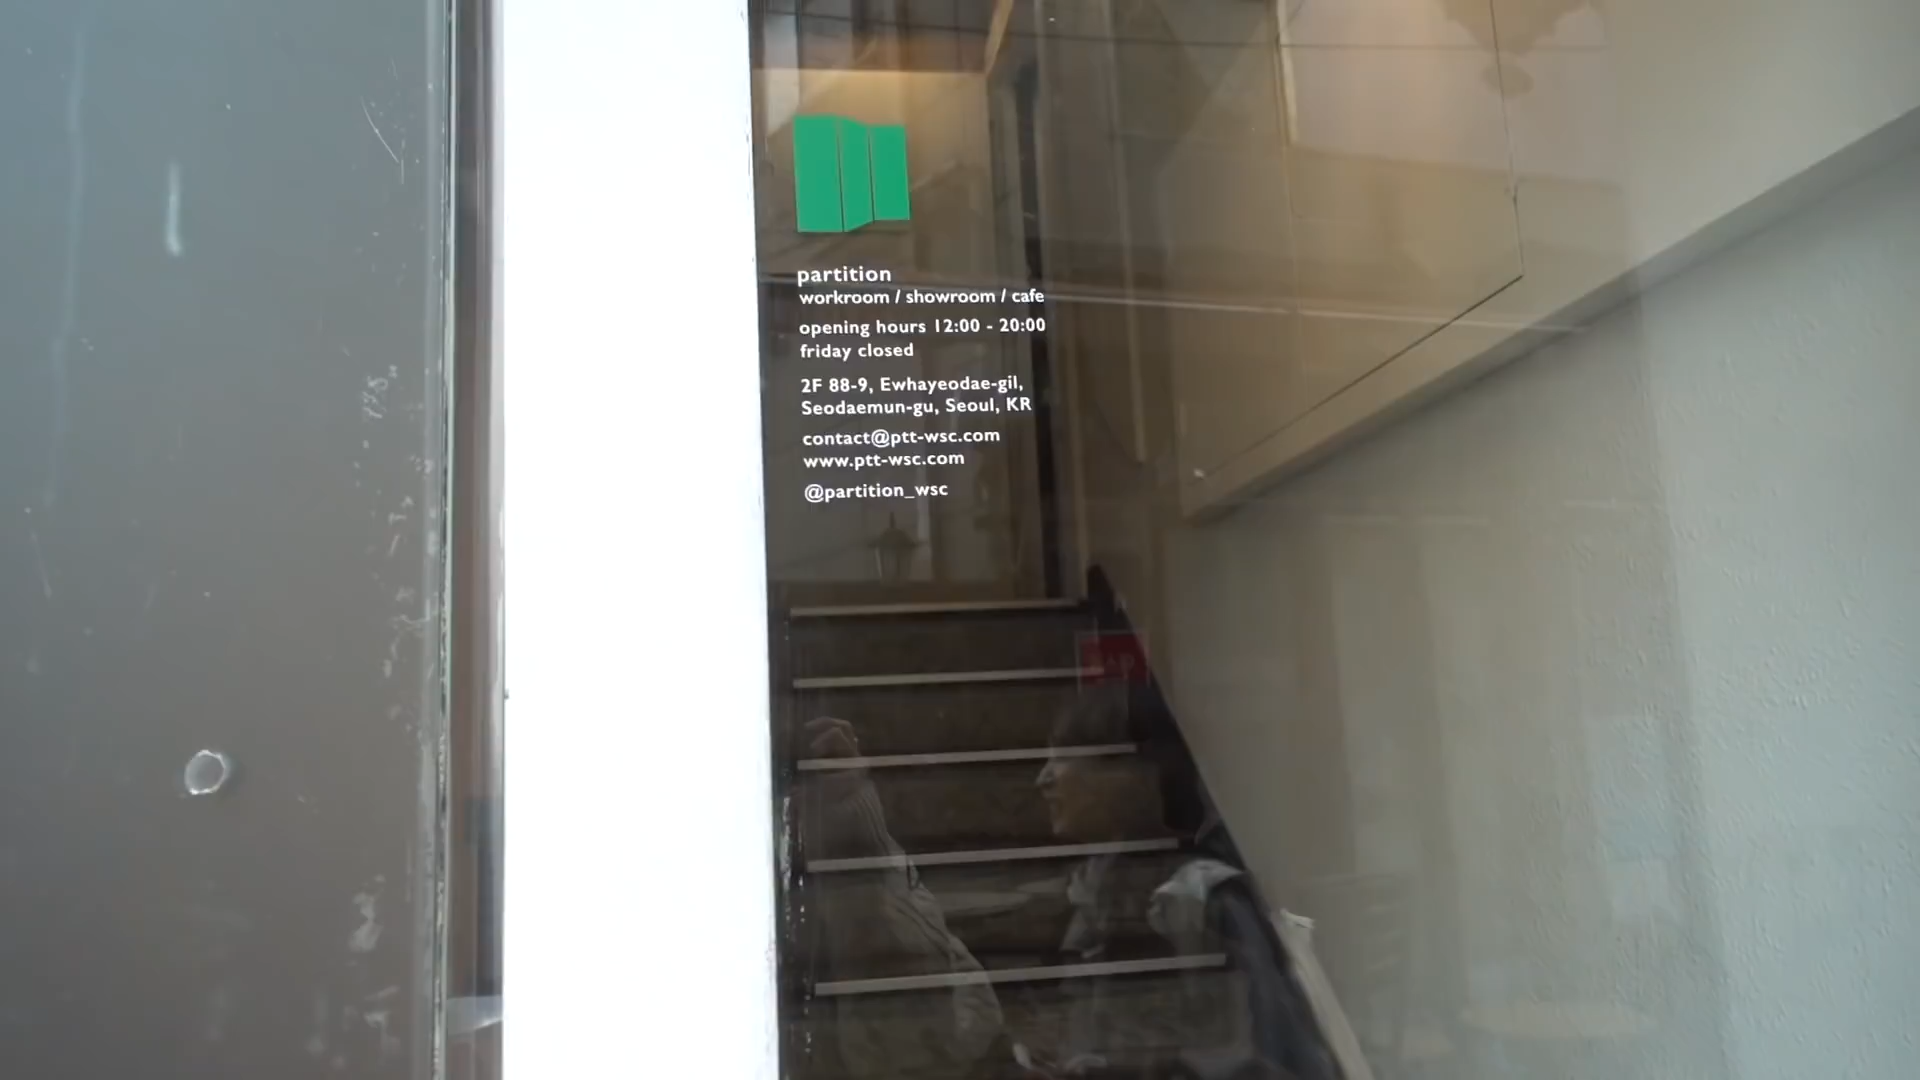 partition
workroom / showroom / cafe
opening hours 12:00 - 20:00
friday closed
2F 88-9, Ewhayeodae-gil,
Seodaemun-gu, Seoul, KR
contact@ptt-wsc.com
www.ptt-wsc.com
@partition_wsc